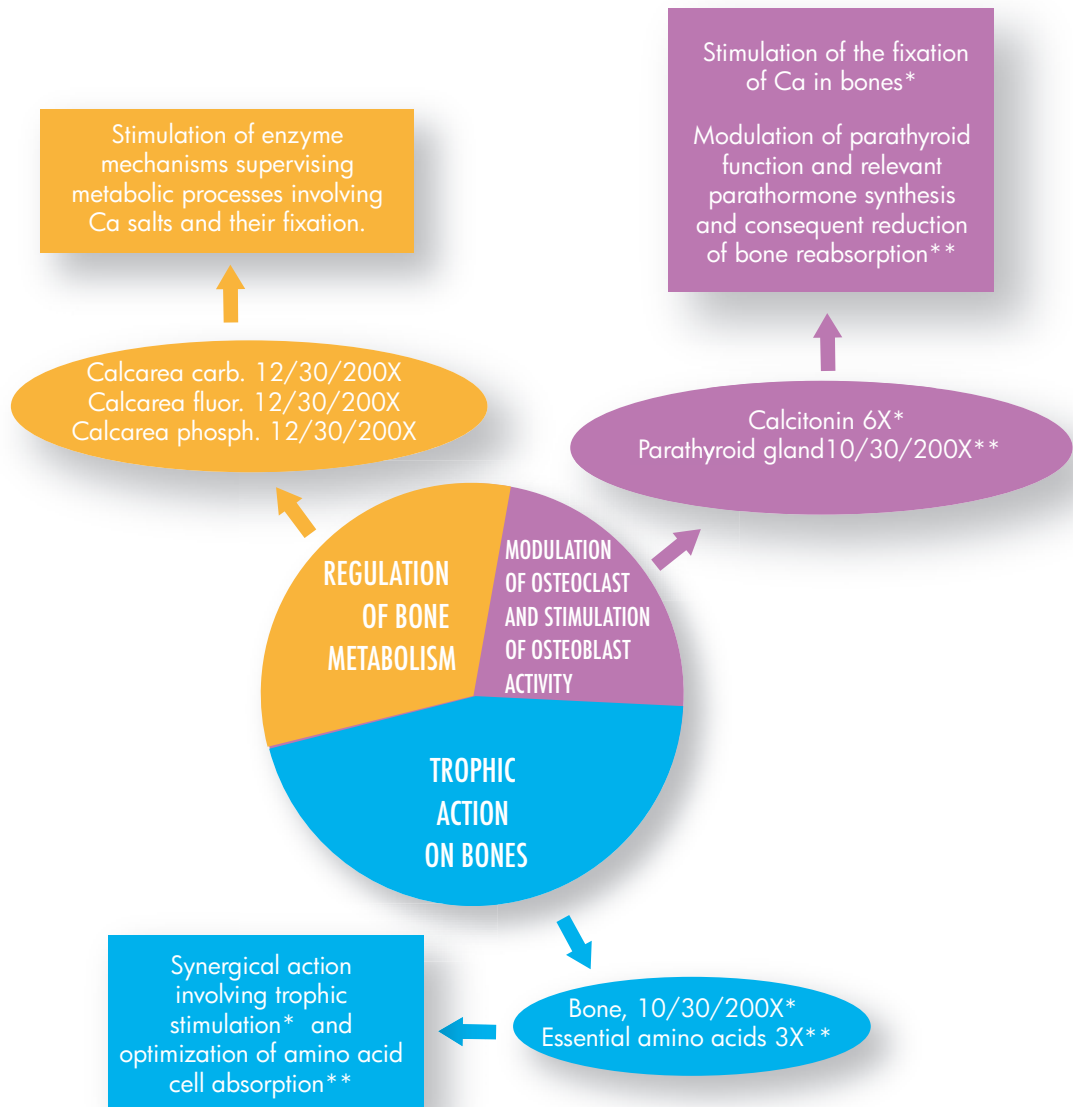 Stimulation of the fixation
of Ca in bones*
Modulation of parathyroid
function and relevant
parathormone synthesis
and consequent reduction
of bone reabsorption**
Stimulation of enzyme
mechanisms supervising
metabolic processes involving
Ca salts and their fixation.
Calcarea carb. 12/30/200X
Calcarea fluor. 12/30/200X
Calcarea phosph. 12/30/200X
Calcitonin 6X*
Parathyroid gland10/30/200X**
REGULATION
OF BONE
METABOLISM
MODULATION
OF OSTEOCLAST
AND STIMULATION
OF OSTEOBLAST
ACTIVITY
TROPHIC
ACTION
ON BONES
Synergical action
involving trophic
stimulation* and
optimization of amino acid
cell absorption**
Bone, 10/30/200X*
Essential amino acids 3X**